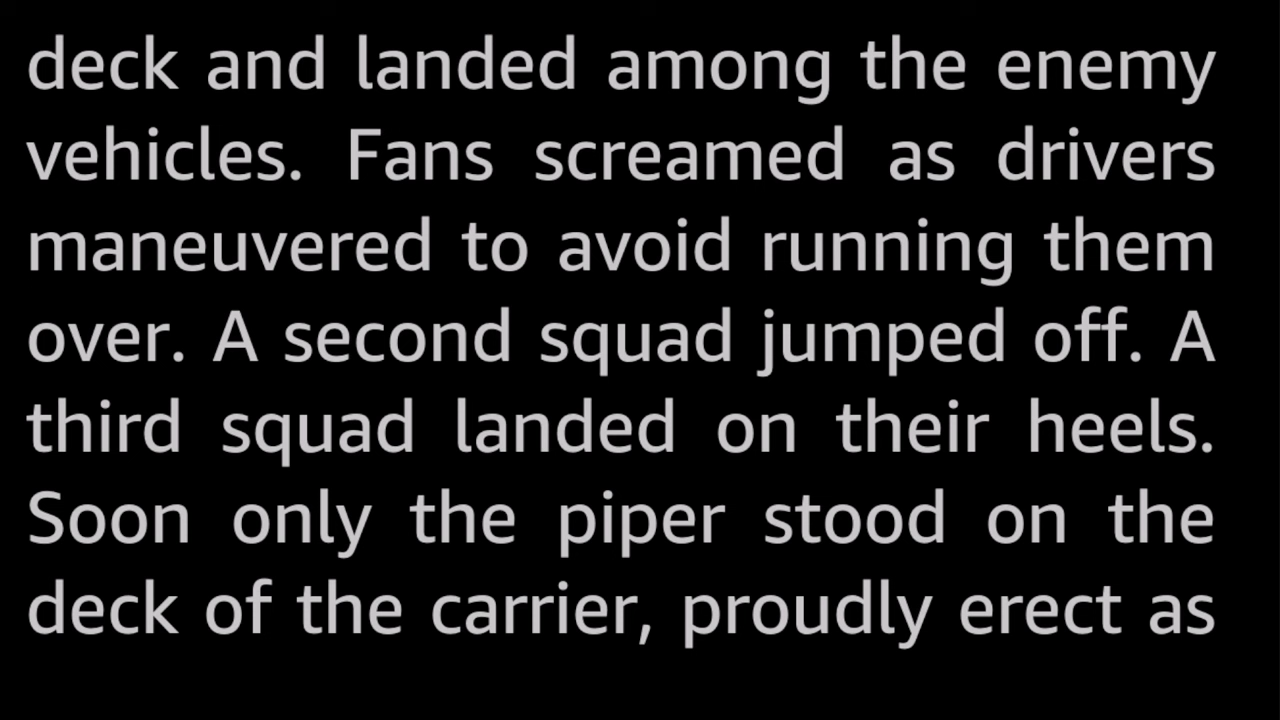 deck and landed among the enemy
vehicles. Fans screamed as drivers
maneuvered to avoid running them
over. A second squad jumped off. A
third squad landed on their heels.
Soon only the piper stood on the
deck of the carrier, proudly erect as